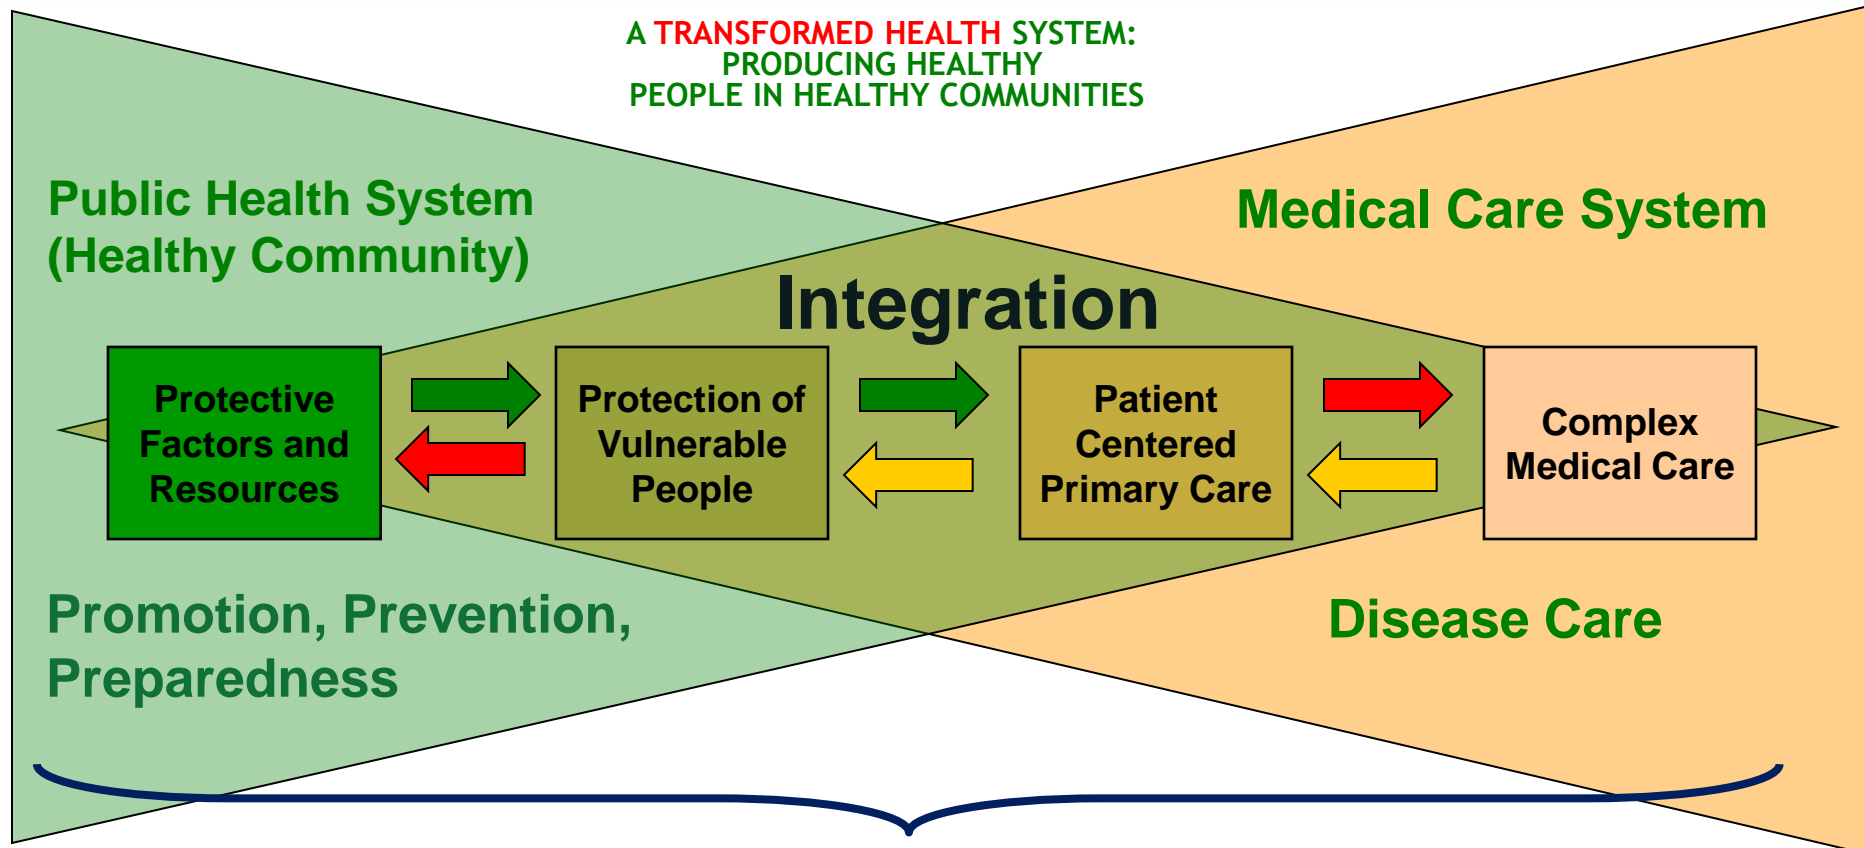 A TRANSFORMED HEALTH SYSTEM:
PRODUCING HEALTHY
PEOPLE IN HEALTHY COMMUNITIES
Public Health System
(Healthy Community)
Medical Care System
Integration
Protective
Factors and
Resources
Protection of
Vulnerable
People
Patient
Centered
Primary Care
Complex
Medical Care
Promotion, Prevention,
Preparedness
Disease Care